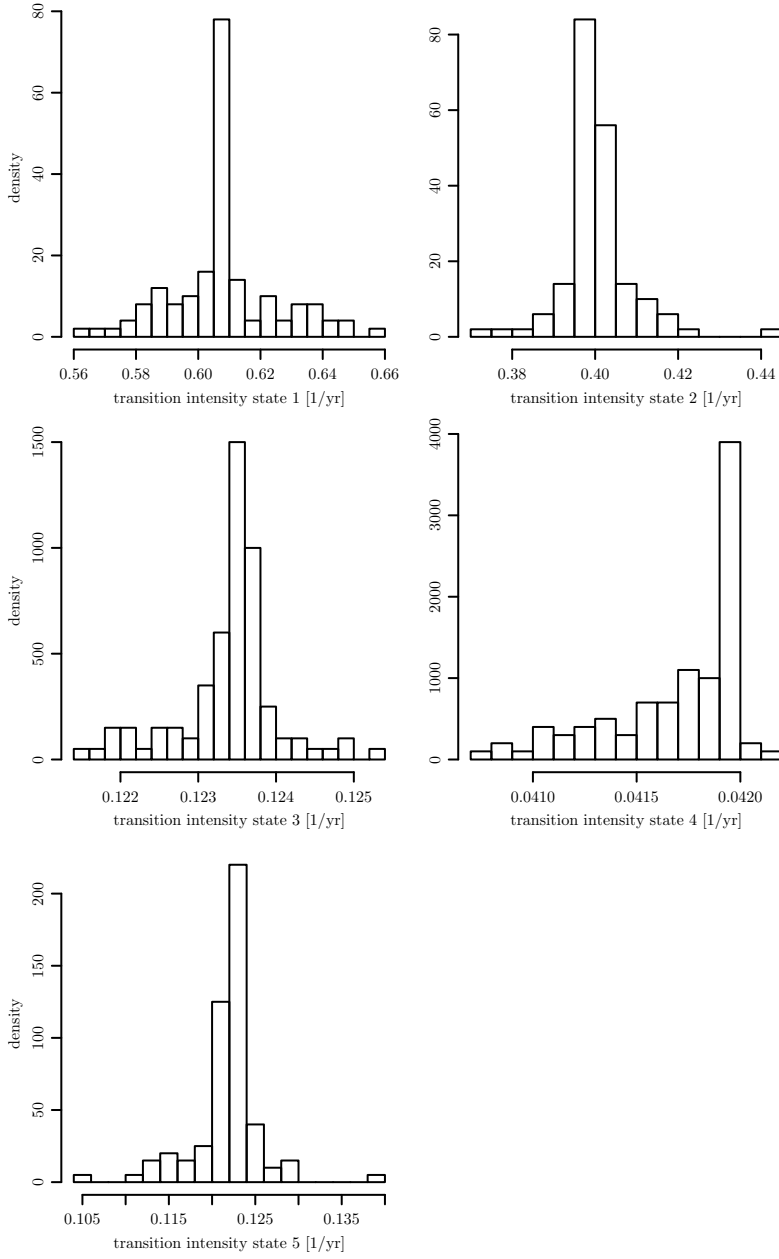 density
0 20 40 60 80
0.56 0.58 0.60 0.62 0.64 0.66
transition intensity state 1 [1/yr]
0 20 40 60 80
0.38 0.40 0.42 0.44
transition intensity state 2 [1/yr]
density
0 500 1000 1500
0.122 0.123 0.124 0.125
transition intensity state 3 [1/yr]
0 1000 2000 3000 4000
0.0410 0.0415 0.0420
transition intensity state 4 [1/yr]
density
0 50 100 150 200
0.105 0.115 0.125 0.135
transition intensity state 5 [1/yr]